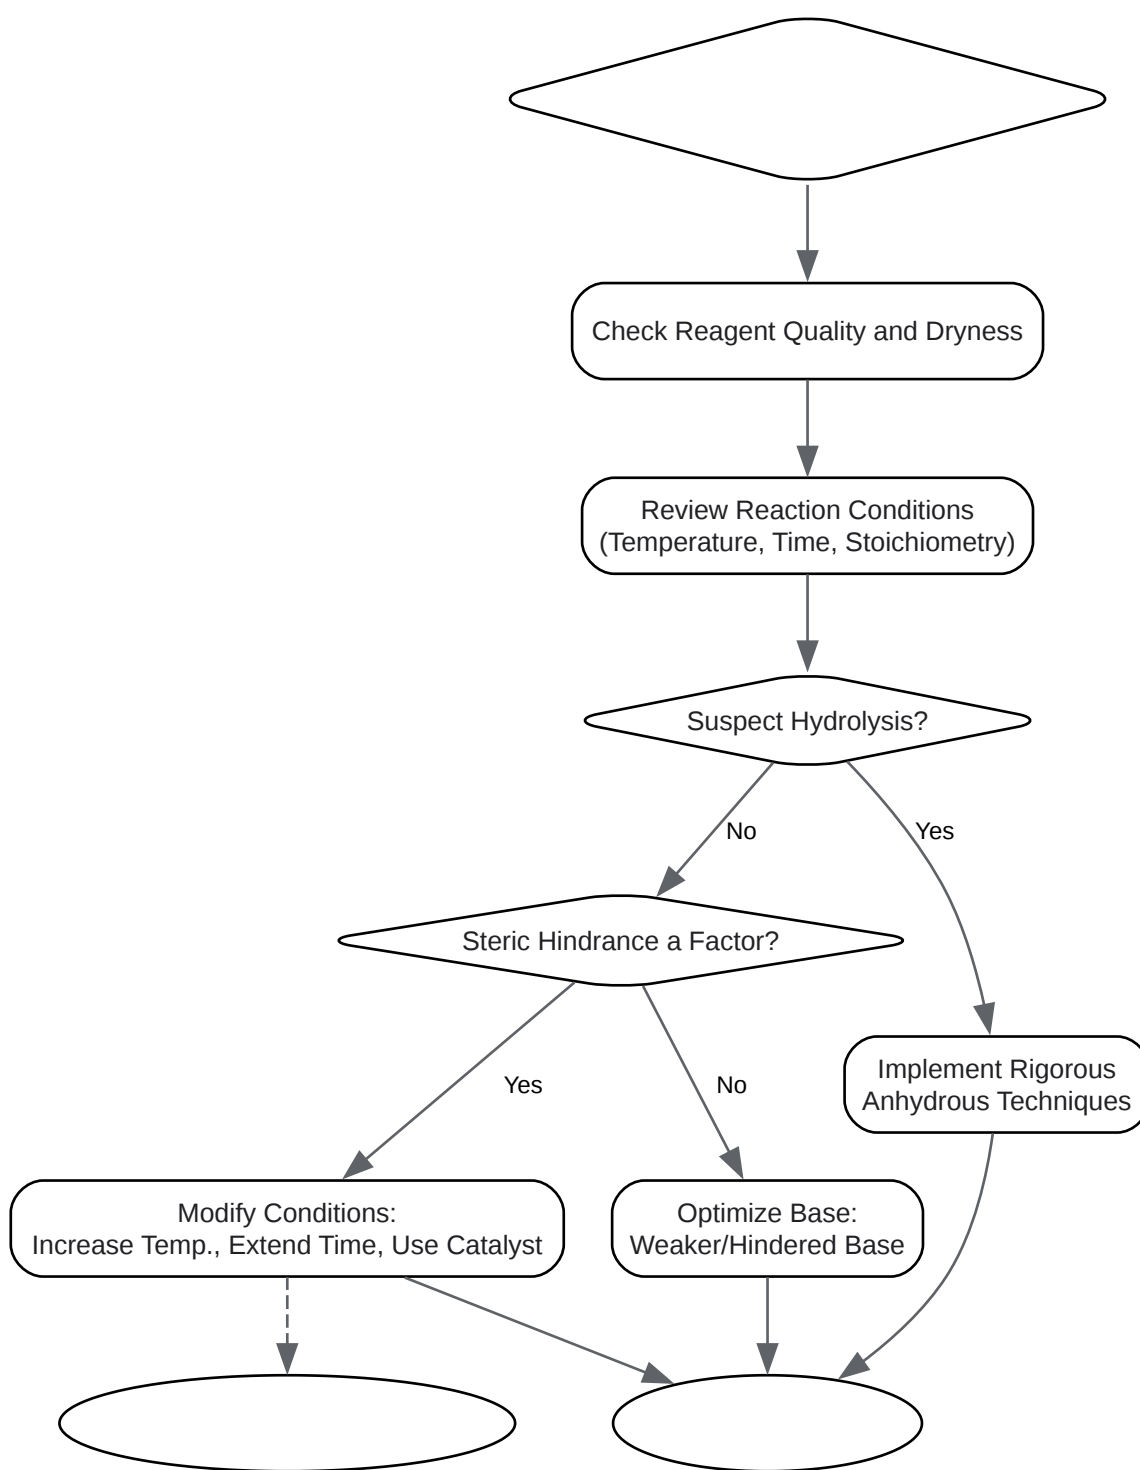 Check Reagent Quality and Dryness
Review Reaction Conditions
(Temperature, Time, Stoichiometry)
Suspect Hydrolysis?
No
Yes
Steric Hindrance a Factor?
Yes
No
Implement Rigorous
Anhydrous Techniques
Modify Conditions:
Increase Temp., Extend Time, Use Catalyst
Optimize Base:
Weaker/Hindered Base